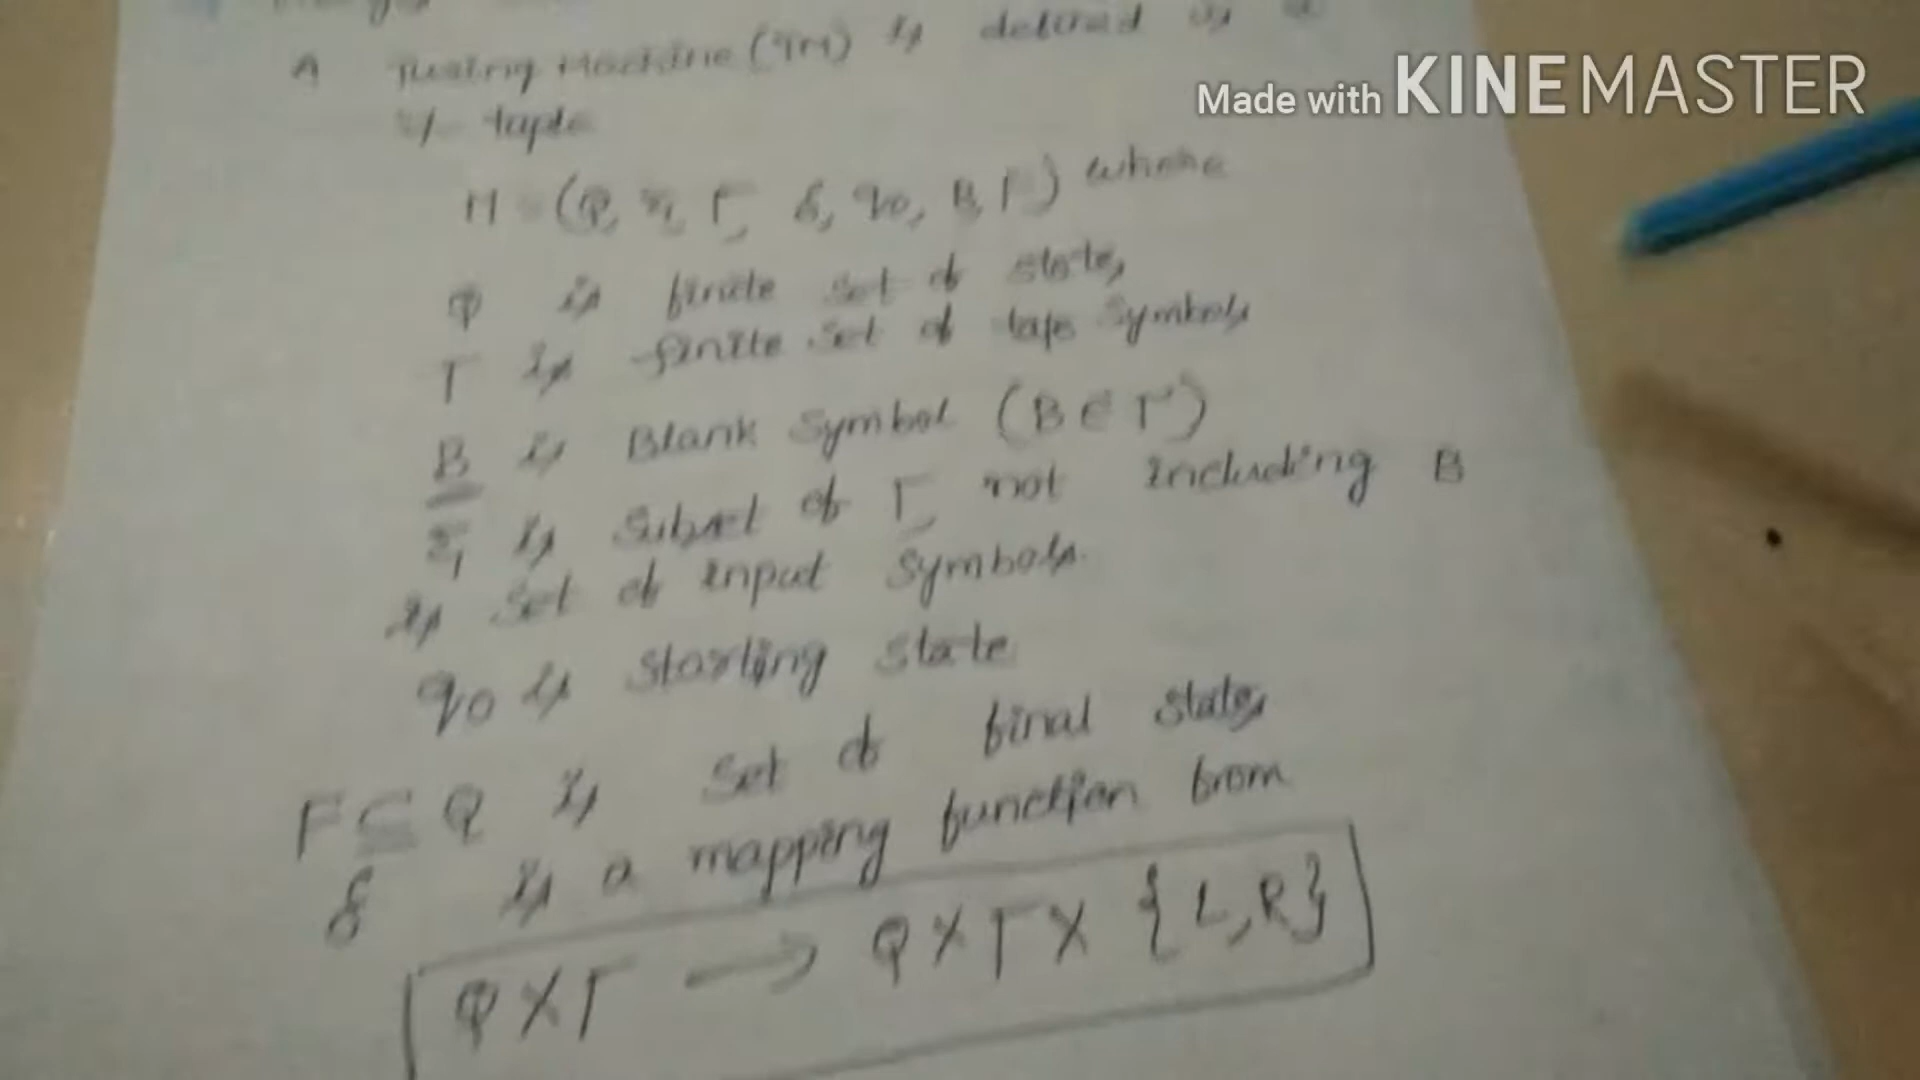 A Turing Machine (TM) is defined as a
7 tuple
Made with KINEMASTER
M = (Q, Σ, Γ, δ, q0, B, F) where
Q is finite set of states
Γ is finite set of tape symbols
B is Blank symbol (B ∈ Γ)
Σ is subset of Γ not including B
is set of input symbols.
q0 is starting state
F ⊆ Q is set of final states
δ is a mapping function from
Q X Γ → Q X Γ X {L, R}